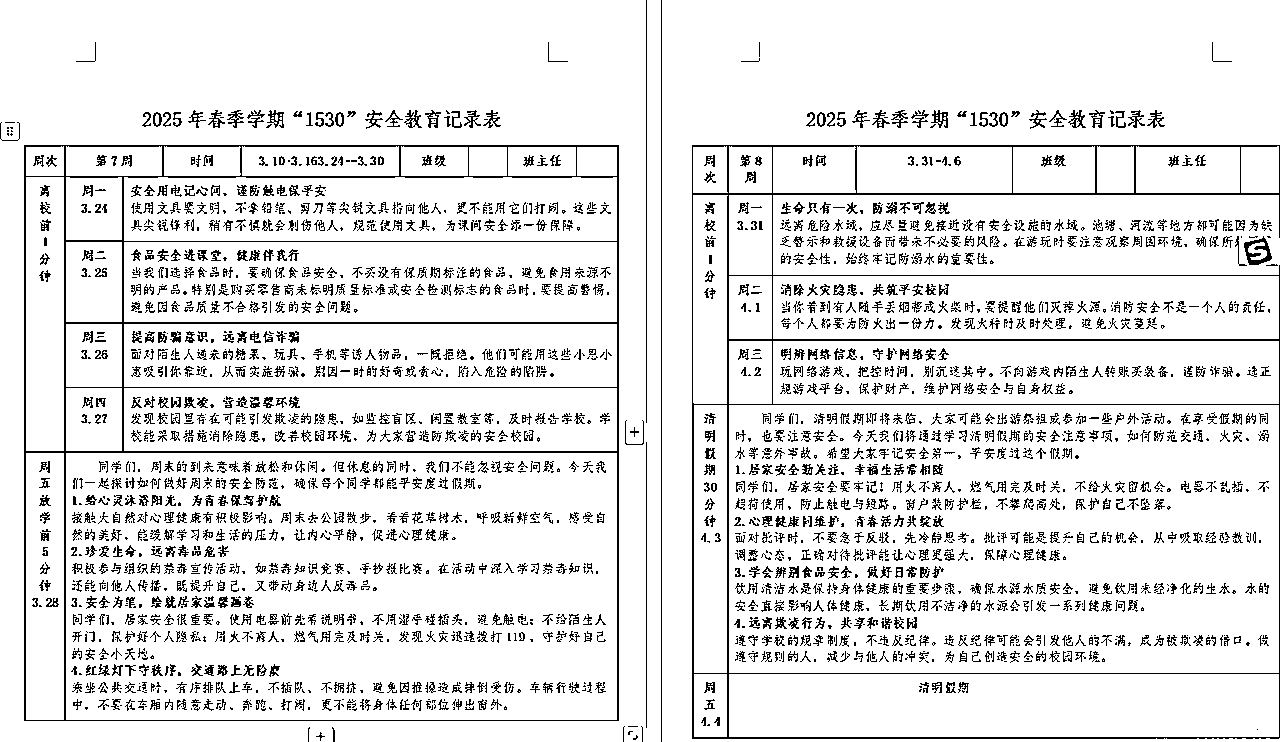 2025 年春季学期“1530”安全教育记录表
周次 第 7 周 时间 3.10-3.163.24--3.30 班级 班主任
离校前1分钟
周一 3.24
安全用电记心间，谨防触电保平安
使用文具要文明，不拿铅笔、剪刀等尖锐文具指向他人，更不能用它们打闹。这些文
具尖锐锋利，稍有不慎就会刺伤他人，规范使用文具，为课间安全添一份保障。
周二 3.25
食品安全进课堂，健康伴我行
当我们选择食品时，要确保食品安全，不买没有保质期标注的食品，避免食用来源不
明的产品。特别是购买零售商未标明质量标准或安全检测标志的食品时，要提高警惕，
避免因食品质量不合格引发的安全问题。
周三 3.26
提高防骗意识，远离电信诈骗
面对陌生人递来的糖果、玩具、手机等诱人物品，一概拒绝。他们可能用这些小恩小
惠吸引你靠近，从而实施拐骗。别因一时的好奇或贪心，陷入危险的陷阱。
周四 3.27
反对校园欺凌，营造温馨环境
发现校园里存在可能引发欺凌的隐患，如监控盲区、闲置教室等，及时报告学校。学
校能采取措施消除隐患，改善校园环境，为大家营造防欺凌的安全校园。
周五放学前5分钟 3.28
同学们，周末的到来意味着放松和休闲。但休息的同时，我们不能忽视安全问题。今天我
们一起探讨如何做好周末的安全防范，确保每个同学都能平安度过假期。
1.给心灵沐浴阳光，为青春保驾护航
接触大自然对心理健康有积极影响。周末去公园散步，看看花草树木，呼吸新鲜空气，感受自
然的美好，能缓解学习和生活的压力，让内心平静，促进心理健康。
2.珍爱生命，远离毒品危害
积极参与组织的禁毒宣传活动，如禁毒知识竞赛、手抄报比赛。在活动中深入学习禁毒知识，
还能向他人传播，既提升自己，又带动身边人反毒品。
3.安全为笔，绘就居家温馨画卷
同学们，居家安全很重要。使用电器前先看说明书，不用湿手碰插头，避免触电；不给陌生人
开门，保护好个人隐私；用火不离人，燃气用完及时关，发现火灾迅速拨打 119，守护好自己
的安全小天地。
4.红绿灯下守秩序，交通路上无险虞
乘坐公共交通时，有序排队上车，不插队、不拥挤，避免因推搡造成摔倒受伤。车辆行驶过程
中，不要在车厢内随意走动、奔跑、打闹，更不能将身体任何部位伸出窗外。
2025 年春季学期“1530”安全教育记录表
周次 第 8 周 时间 3.31-4.6 班级 班主任
离校前1分钟
周一 3.31
生命只有一次，防溺不可忽视
远离危险水域，应尽量避免接近没有安全设施的水域。池塘、河流等地方都可能因为缺
乏警示和救援设备而带来不必要的风险。在游玩时要注意观察周围环境，确保所
的安全性，始终牢记防溺水的重要性。
周二 4.1
消除火灾隐患，共筑平安校园
当你看到有人随手丢烟蒂或火柴时，要提醒他们灭掉火源。消防安全不是一个人的责任，
每个人都要为防火出一份力。发现火种时及时处理，避免火灾蔓延。
周三 4.2
明辨网络信息，守护网络安全
玩网络游戏，把控时间，别沉迷其中。不向游戏内陌生人转账买装备，谨防诈骗。选正
规游戏平台，保护财产，维护网络安全与自身权益。
清明假期30分钟 4.3
同学们，清明假期即将来临，大家可能会出游祭祖或参加一些户外活动。在享受假期的同
时，也要注意安全。今天我们将通过学习清明假期的安全注意事项，如何防范交通、火灾、溺
水等意外事故。希望大家牢记安全第一，平安度过这个假期。
1.居家安全勤关注，幸福生活常相随
同学们，居家安全要牢记！用火不离人，燃气用完及时关，不给火灾留机会。电器不乱插、不
超荷使用，防止触电与短路。窗户装防护栏，不攀爬高处，保护自己不坠落。
2.心理健康同维护，青春活力共绽放
面对批评时，不要急于反驳，先冷静思考。批评可能是提升自己的机会，从中吸取经验教训，
调整心态，正确对待批评能让心理更强大，保障心理健康。
3.学会辨别食品安全，做好日常防护
饮用清洁水是保持身体健康的重要步骤，确保水源水质安全，避免饮用未经净化的生水。水的
安全直接影响人体健康，长期饮用不洁净的水源会引发一系列健康问题。
4.远离欺凌行为，共享和谐校园
遵守学校的规章制度，不违反纪律。违反纪律可能会引发他人的不满，成为被欺凌的借口。做
遵守规则的人，减少与他人的冲突，为自己创造安全的校园环境。
周五 4.4
清明假期